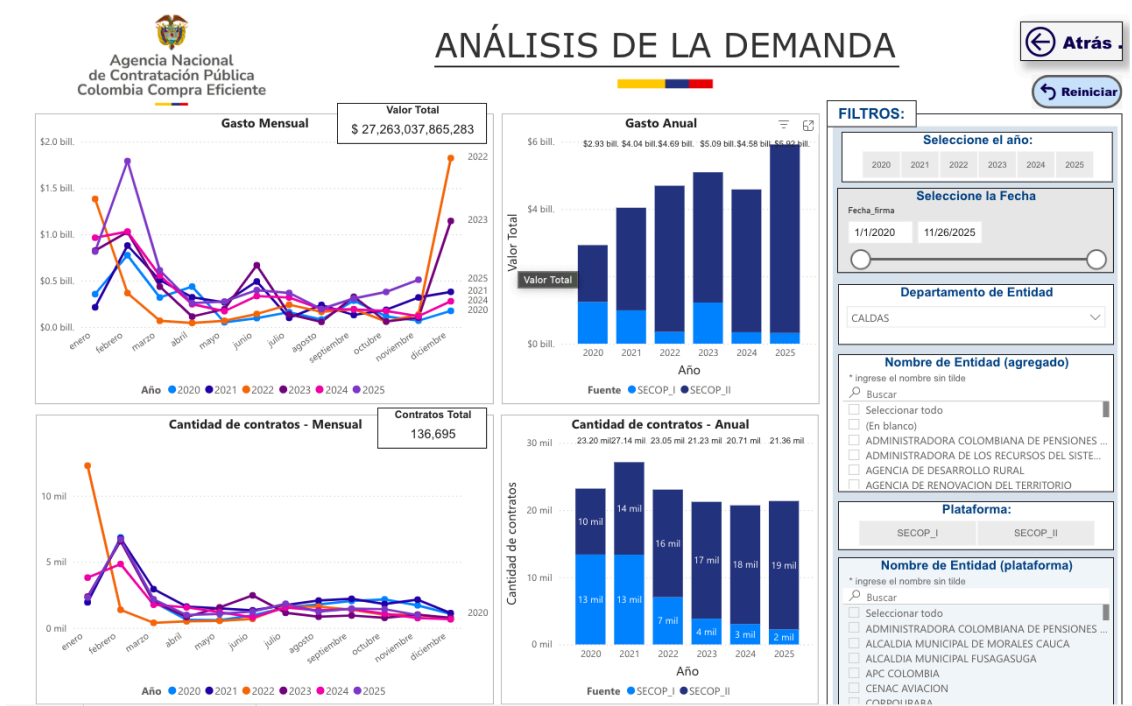 Agencia Nacional
de Contratación Pública
Colombia Compra Eficiente
ANÁLISIS DE LA DEMANDA
Atrás .
Reiniciar
Gasto Mensual
Valor Total
$ 27,263,037,865,283
$2.0 bill.
$1.5 bill.
$1.0 bill.
$0.5 bill.
$0.0 bill.
2022
2023
2025
2021
2024
2020
enero
febrero
marzo
abril
mayo
junio
julio
agosto
septiembre
octubre
noviembre
diciembre
Año 2020 2021 2022 2023 2024 2025
Gasto Anual
$6 bill.
$2.93 bill. $4.04 bill. $4.69 bill. $5.09 bill. $4.58 bill. $5.92 bill.
$4 bill.
Valor Total
Valor Total
$0 bill.
2020 2021 2022 2023 2024 2025
Año
Fuente SECOP_I SECOP_II
Cantidad de contratos - Mensual
Contratos Total
136,695
10 mil
5 mil
0 mil
2020
enero
febrero
marzo
abril
mayo
junio
julio
agosto
septiembre
octubre
noviembre
diciembre
Año 2020 2021 2022 2023 2024 2025
Cantidad de contratos - Anual
30 mil
23.20 mil 27.14 mil 23.05 mil 21.23 mil 20.71 mil 21.36 mil
20 mil
10 mil
0 mil
Cantidad de contratos
10 mil
14 mil
16 mil
17 mil
18 mil
19 mil
13 mil
13 mil
7 mil
4 mil
3 mil
2 mil
2020 2021 2022 2023 2024 2025
Año
Fuente SECOP_I SECOP_II
FILTROS:
Seleccione el año:
2020 2021 2022 2023 2024 2025
Seleccione la Fecha
Fecha_firma
1/1/2020 11/26/2025
Departamento de Entidad
CALDAS
Nombre de Entidad (agregado)
* ingrese el nombre sin tilde
Buscar
Seleccionar todo
(En blanco)
ADMINISTRADORA COLOMBIANA DE PENSIONES ...
ADMINISTRADORA DE LOS RECURSOS DEL SISTE...
AGENCIA DE DESARROLLO RURAL
AGENCIA DE RENOVACION DEL TERRITORIO
Plataforma:
SECOP_I SECOP_II
Nombre de Entidad (plataforma)
* ingrese el nombre sin tilde
Buscar
Seleccionar todo
ADMINISTRADORA COLOMBIANA DE PENSIONES ...
ALCALDIA MUNICIPAL DE MORALES CAUCA
ALCALDIA MUNICIPAL FUSAGASUGA
APC COLOMBIA
CENAC AVIACION
CORPOURABA